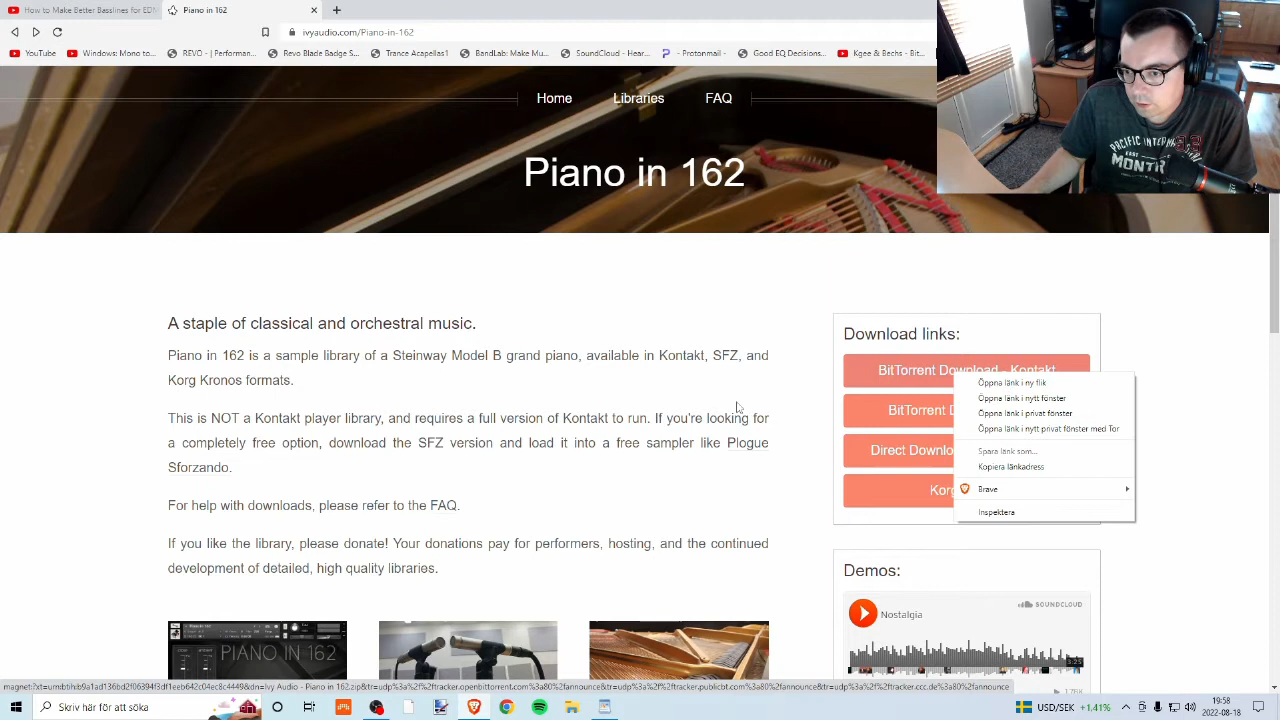 How to Make Better Basslines for EDM
Piano in 162
ivyaudio.com/Piano-in-162
YouTube
Windows: Mono to...
REVO - | Performan...
Revo Blade Badge S...
Trance Acapellas1
BandLab: Make Mu...
SoundCloud - Hear...
- Protonmail -
Good EQ Decisions...
Kgee & Bechs - Bit...
Home
Libraries
FAQ
Piano in 162
PACIFIC
EAST
MONTR
A staple of classical and orchestral music.
Piano in 162 is a sample library of a Steinway Model B grand piano, available in Kontakt, SFZ, and
Korg Kronos formats.
This is NOT a Kontakt player library, and requires a full version of Kontakt to run. If you're looking for
a completely free option, download the SFZ version and load it into a free sampler like Plogue
Sforzando.
For help with downloads, please refer to the FAQ.
If you like the library, please donate! Your donations pay for performers, hosting, and the continued
development of detailed, high quality libraries.
PIANO IN 162
Download links:
BitTorrent Download - Kontakt
BitTorrent D
Direct Downlo
Korg
Öppna länk i ny flik
Öppna länk i nytt fönster
Öppna länk i privat fönster
Öppna länk i nytt privat fönster med Tor
Spara länk som...
Kopiera länkadress
Brave
Inspektera
Demos:
Nostalgia
SOUNDCLOUD
3:25
Skriv här för att söka
USD/SEK +1.41%
19:58
2022-08-18